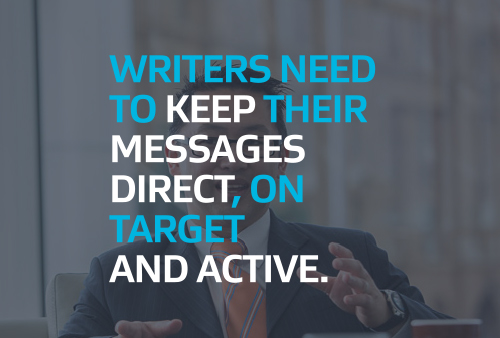 WRITERS NEED
TO KEEP THEIR
MESSAGES
DIRECT, ON
TARGET
AND ACTIVE.